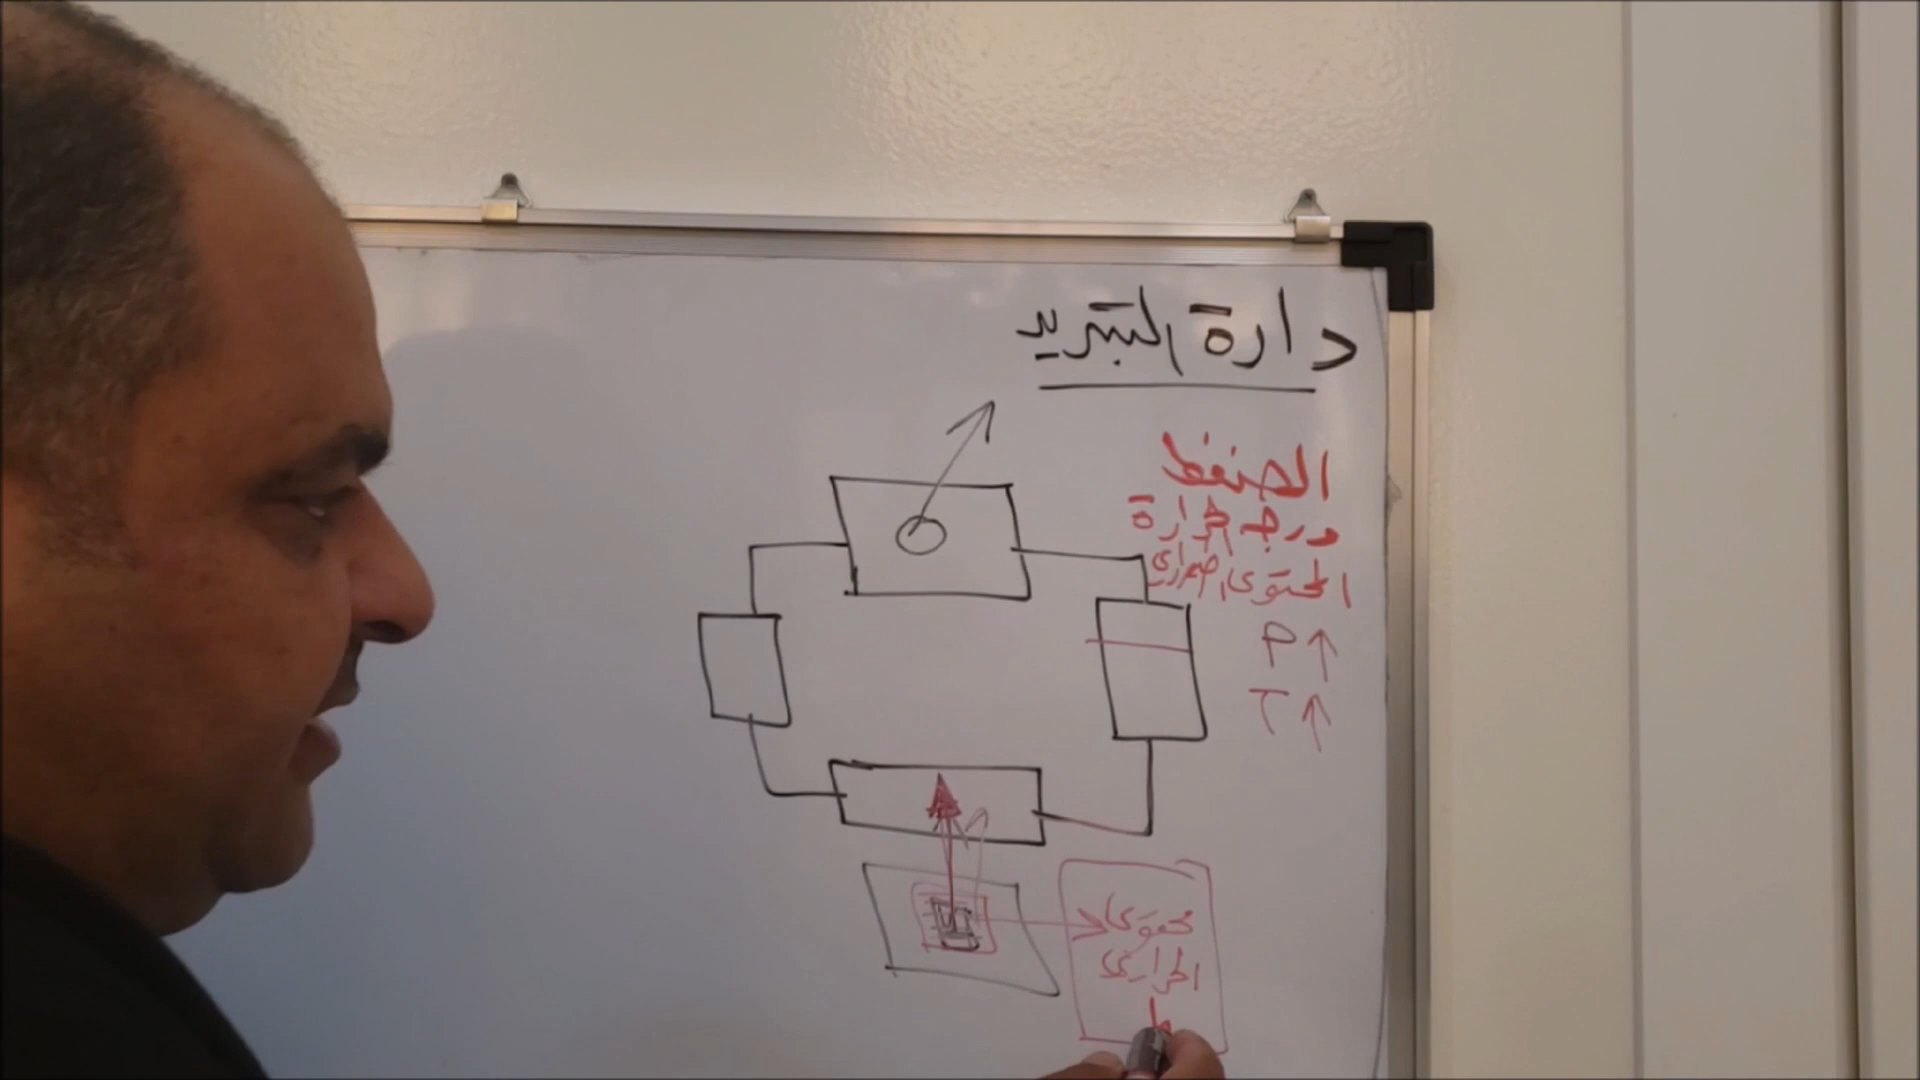 دارة التبريد
الضغط
درجة الحرارة
المحتوى الحراري
P ↑
T ↑
محتوى
الحراري
h